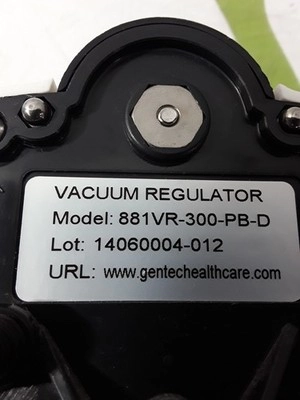 VACUUM REGULATOR
Model: 881VR-300-PB-D
Lot: 14060004-012
URL: www.gentechealthcare.com